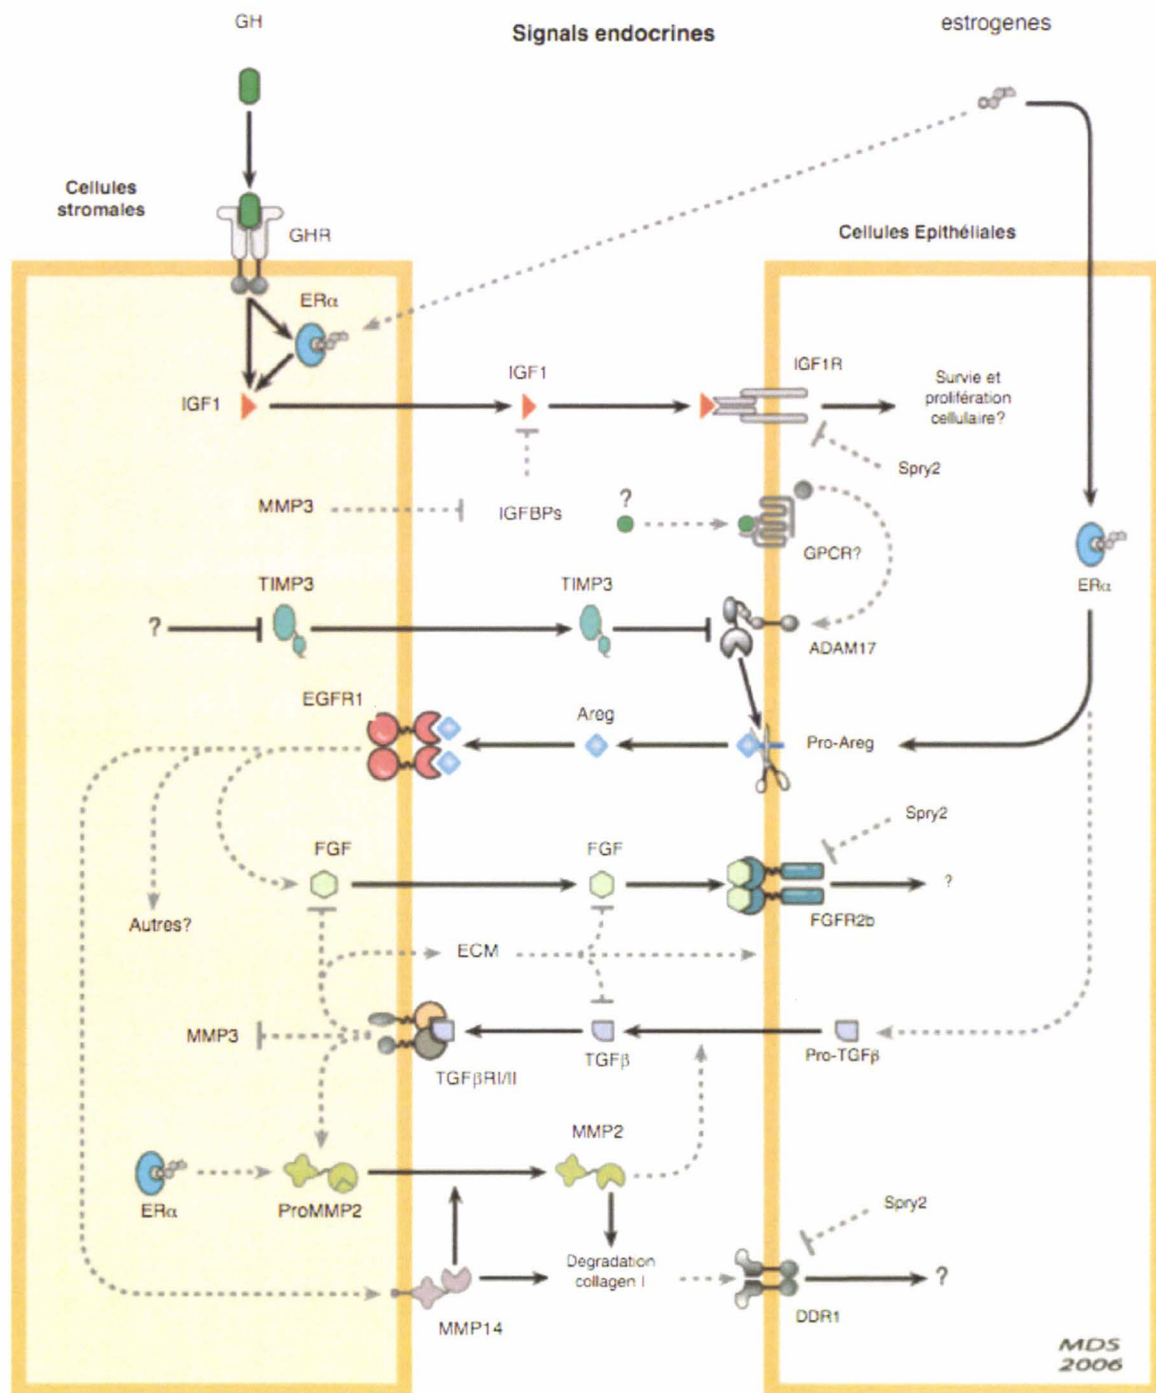 GH
Signals endocrines
estrogenes
Cellules
stromales
GHR
Cellules Epithéliales
ERα
IGF1
IGF1
IGF1R
Survie et
prolifération
cellulaire?
Spry2
MMP3
IGFBPs
?
GPCR?
ERα
TIMP3
TIMP3
?
ADAM17
EGFR1
Areg
Pro-Areg
Spry2
FGF
FGF
?
FGFR2b
Autres?
ECM
MMP3
TGFβRI/II
TGFβ
Pro-TGFβ
MMP2
ERα
ProMMP2
Spry2
Degradation
collagen I
?
DDR1
MMP14
MDS
2006